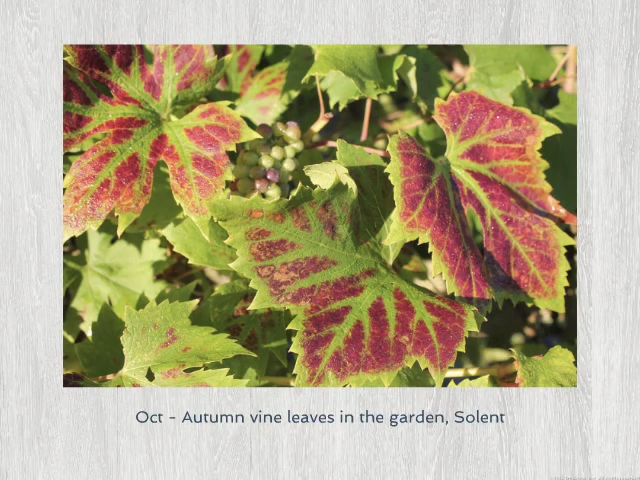 Oct - Autumn vine leaves in the garden, Solent